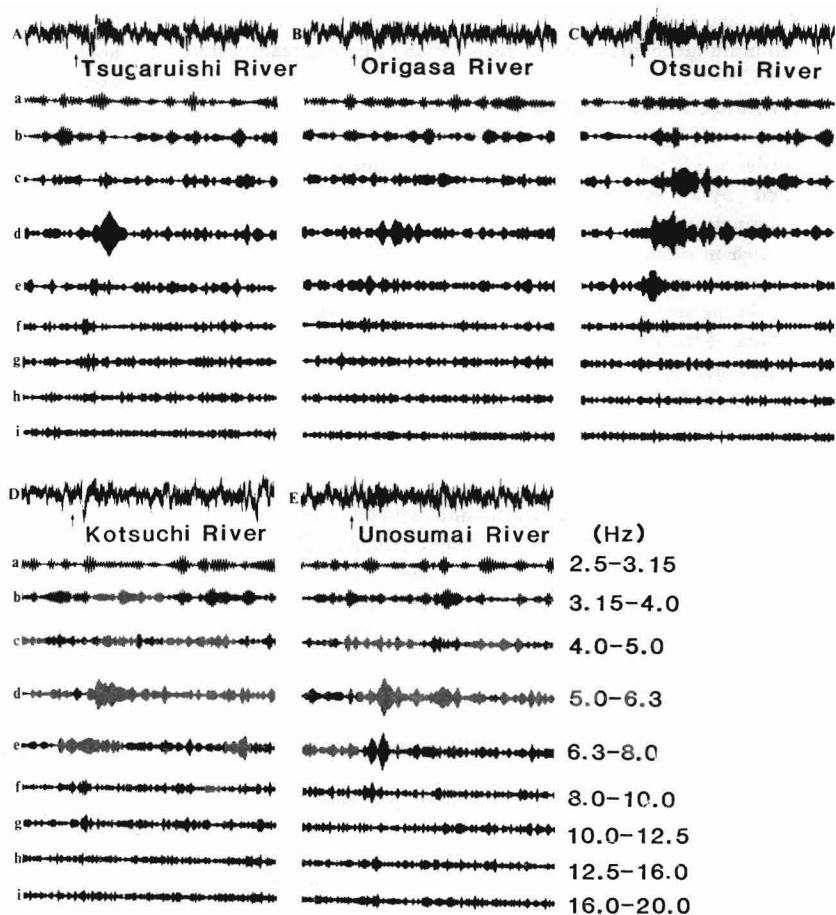 A B C
Tsugaruishi River Origasa River Otsuchi River
a
b
c
d
e
f
g
h
i
D E
Kotsuchi River Unosumai River (Hz)
a 2.5-3.15
b 3.15-4.0
c 4.0-5.0
d 5.0-6.3
e 6.3-8.0
f 8.0-10.0
g 10.0-12.5
h 12.5-16.0
i 16.0-20.0